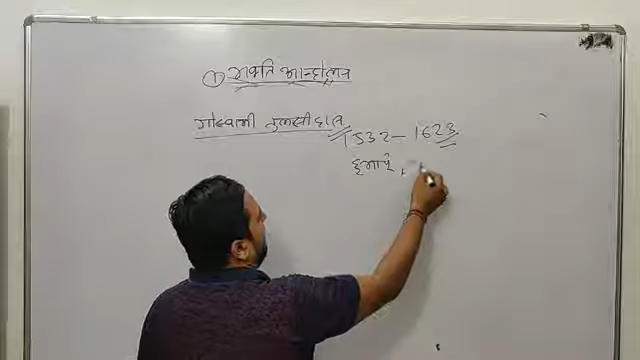 ① भक्ति आन्दोलन
गोस्वामी तुलसीदास 1532 - 1623
हुमायूं,